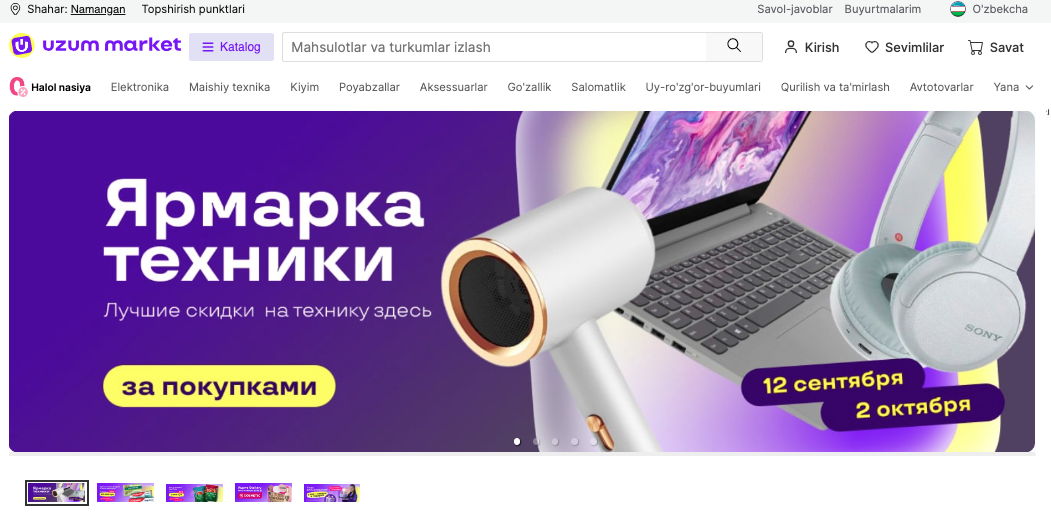 Shahar: Namangan Topshirish punktlari Savol-javoblar Buyurtmalarim O'zbekcha
uzum market Katalog Mahsulotlar va turkumlar izlash Kirish Sevimlilar Savat
Halol nasiya Elektronika Maishiy texnika Kiyim Poyabzallar Aksessuarlar Go'zallik Salomatlik Uy-ro'zg'or-buyumlari Qurilish va ta'mirlash Avtotovarlar Yana
Ярмарка
техники
Лучшие скидки на технику здесь
SONY
за покупками
12 сентября
2 октября
Ярмарка
техники